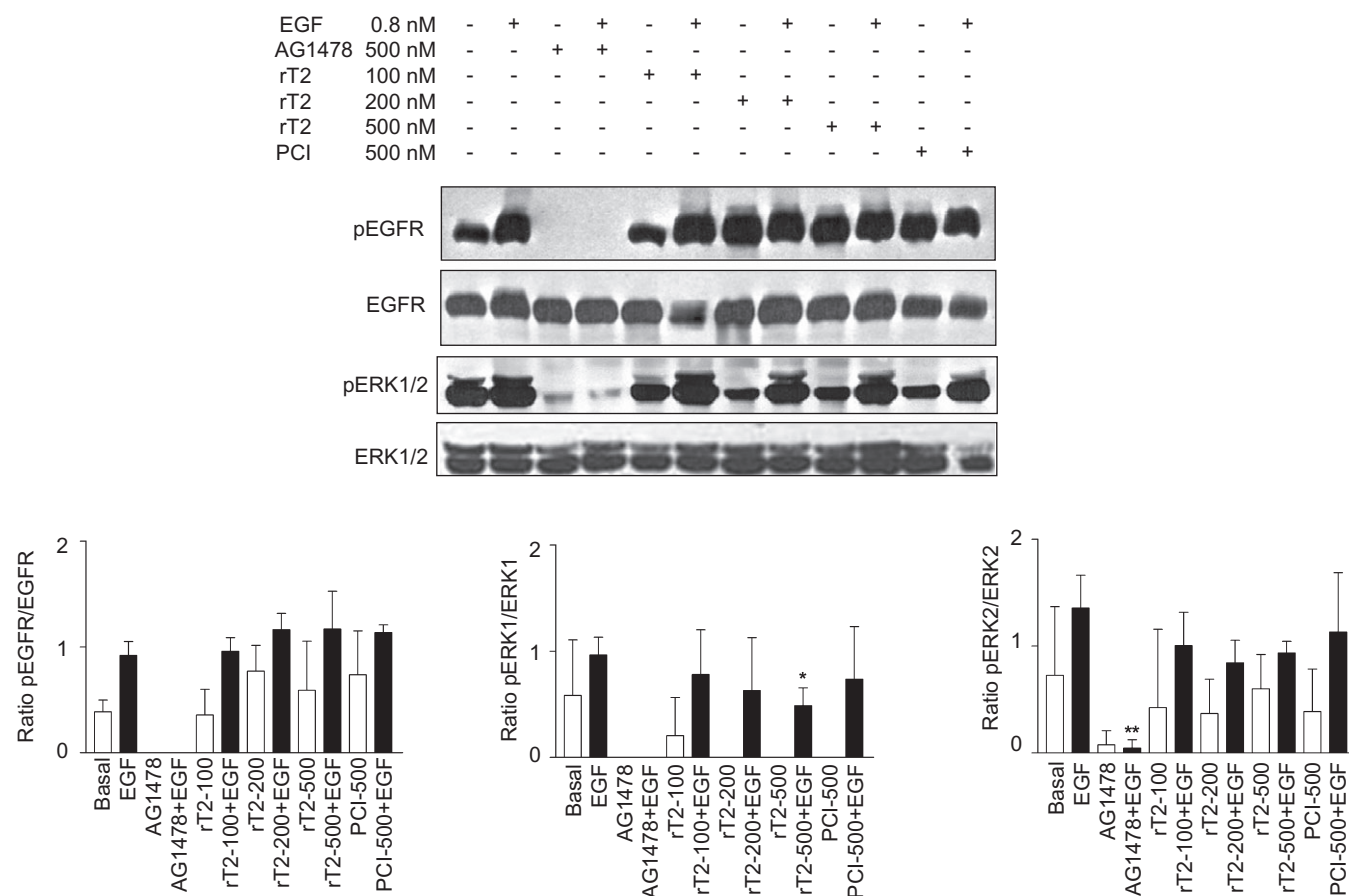 EGF 0.8 nM - + - + - + - + - + - +
AG1478 500 nM - - + + - - - - - - - -
rT2 100 nM - - - - + + - - - - - -
rT2 200 nM - - - - - - + + - - - -
rT2 500 nM - - - - - - - - + + - -
PCI 500 nM - - - - - - - - - - + +
pEGFR
EGFR
pERK1/2
ERK1/2
Ratio pEGFR/EGFR
2
1
0
Basal
EGF
AG1478
AG1478+EGF
rT2-100
rT2-100+EGF
rT2-200
rT2-200+EGF
rT2-500
rT2-500+EGF
PCI-500
PCI-500+EGF
Ratio pERK1/ERK1
2
1
0
*
Basal
EGF
AG1478
AG1478+EGF
rT2-100
rT2-100+EGF
rT2-200
rT2-200+EGF
rT2-500
rT2-500+EGF
PCI-500
PCI-500+EGF
Ratio pERK2/ERK2
2
1
0
**
Basal
EGF
AG1478
AG1478+EGF
rT2-100
rT2-100+EGF
rT2-200
rT2-200+EGF
rT2-500
rT2-500+EGF
PCI-500
PCI-500+EGF